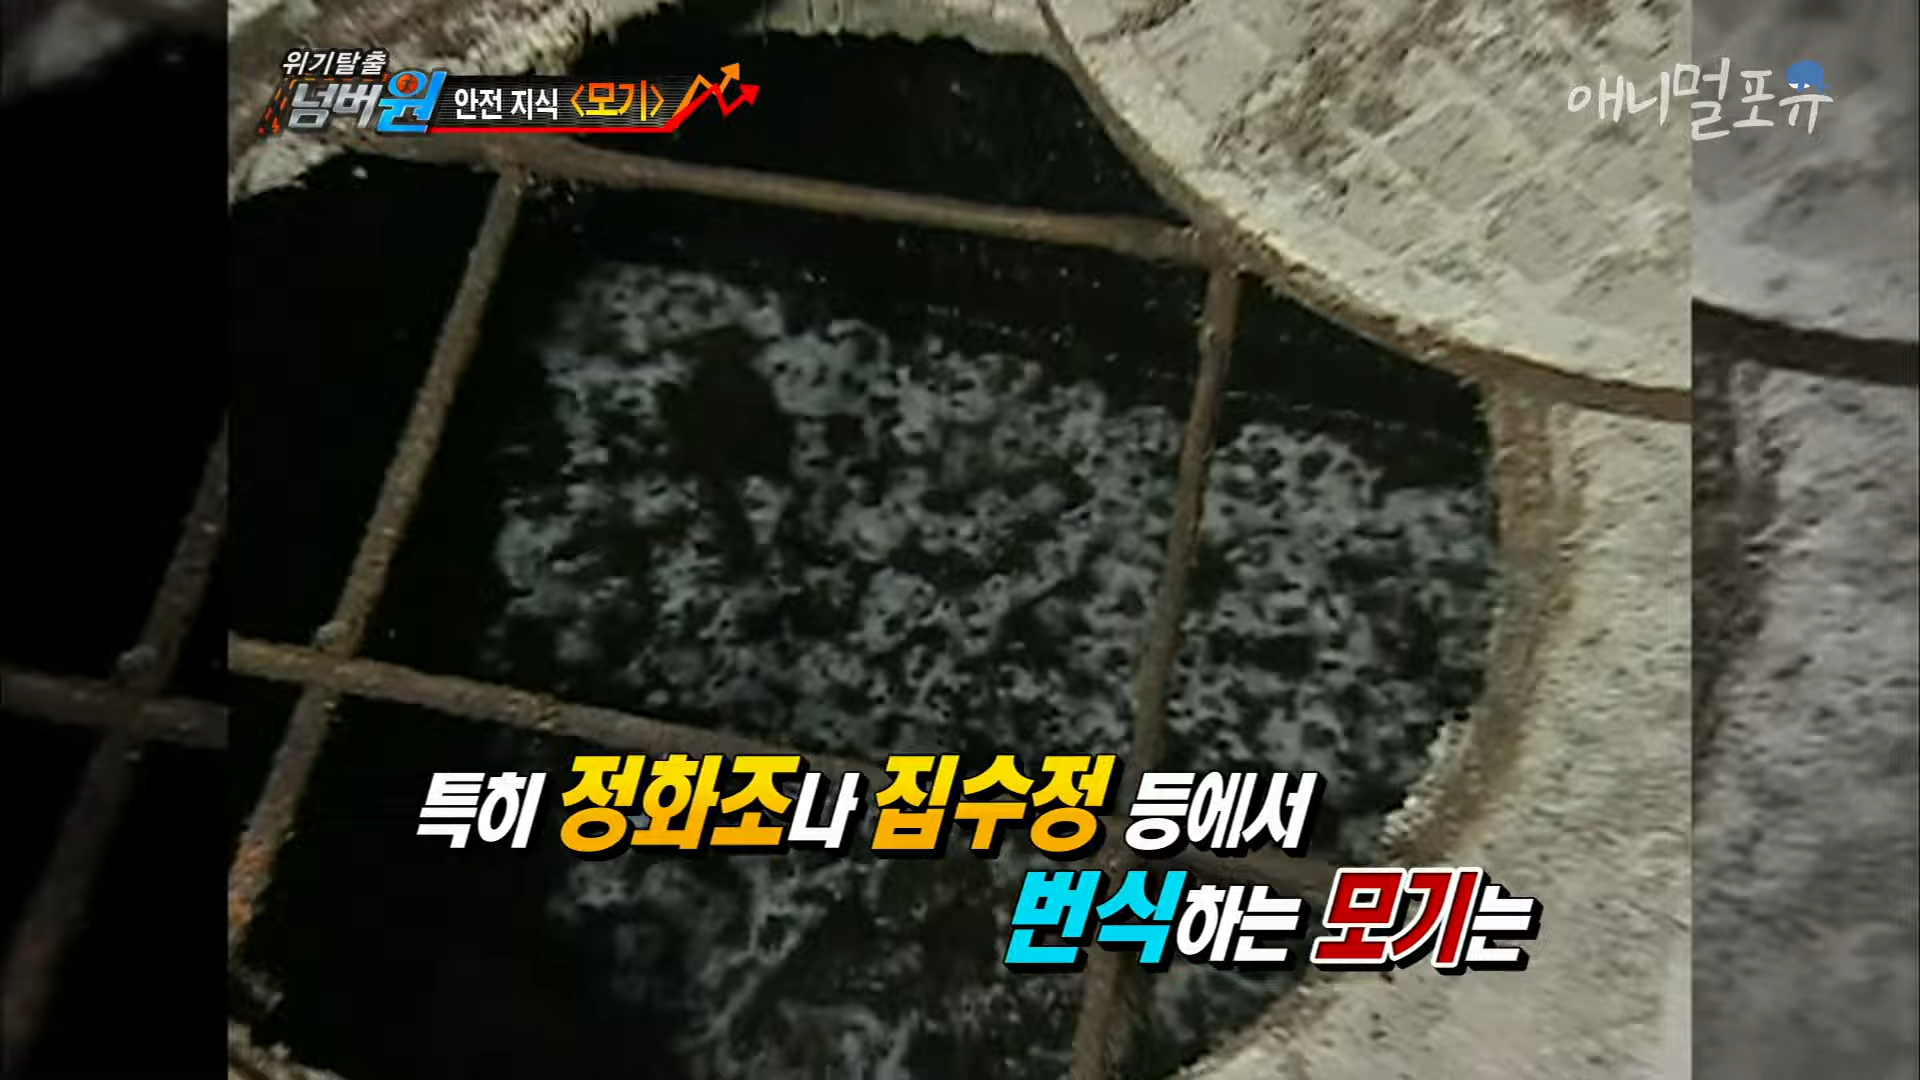 위기탈출
넘버원 안전 지식 <모기>
애니멀포유
특히 정화조나 집수정 등에서
번식하는 모기는